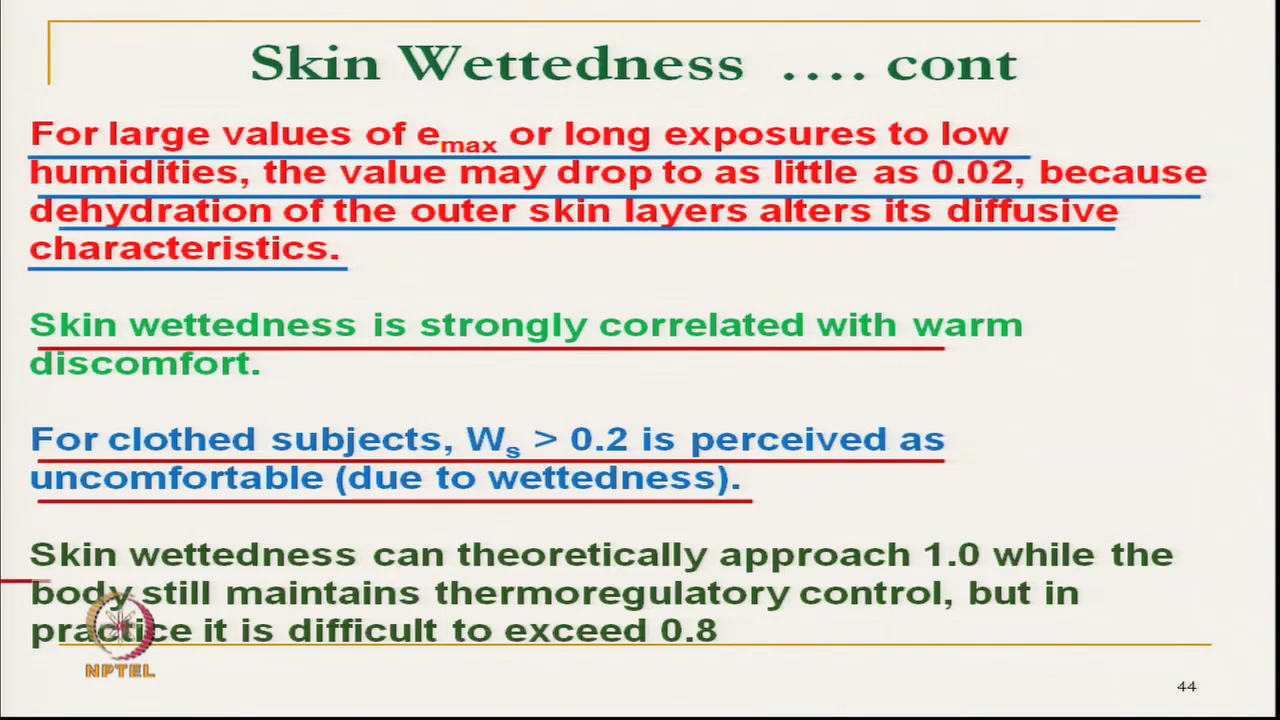 Skin Wettedness .... cont
For large values of emax or long exposures to low
humidities, the value may drop to as little as 0.02, because
dehydration of the outer skin layers alters its diffusive
characteristics.
Skin wettedness is strongly correlated with warm
discomfort.
For clothed subjects, Ws > 0.2 is perceived as
uncomfortable (due to wettedness).
Skin wettedness can theoretically approach 1.0 while the
body still maintains thermoregulatory control, but in
practice it is difficult to exceed 0.8
NPTEL
44